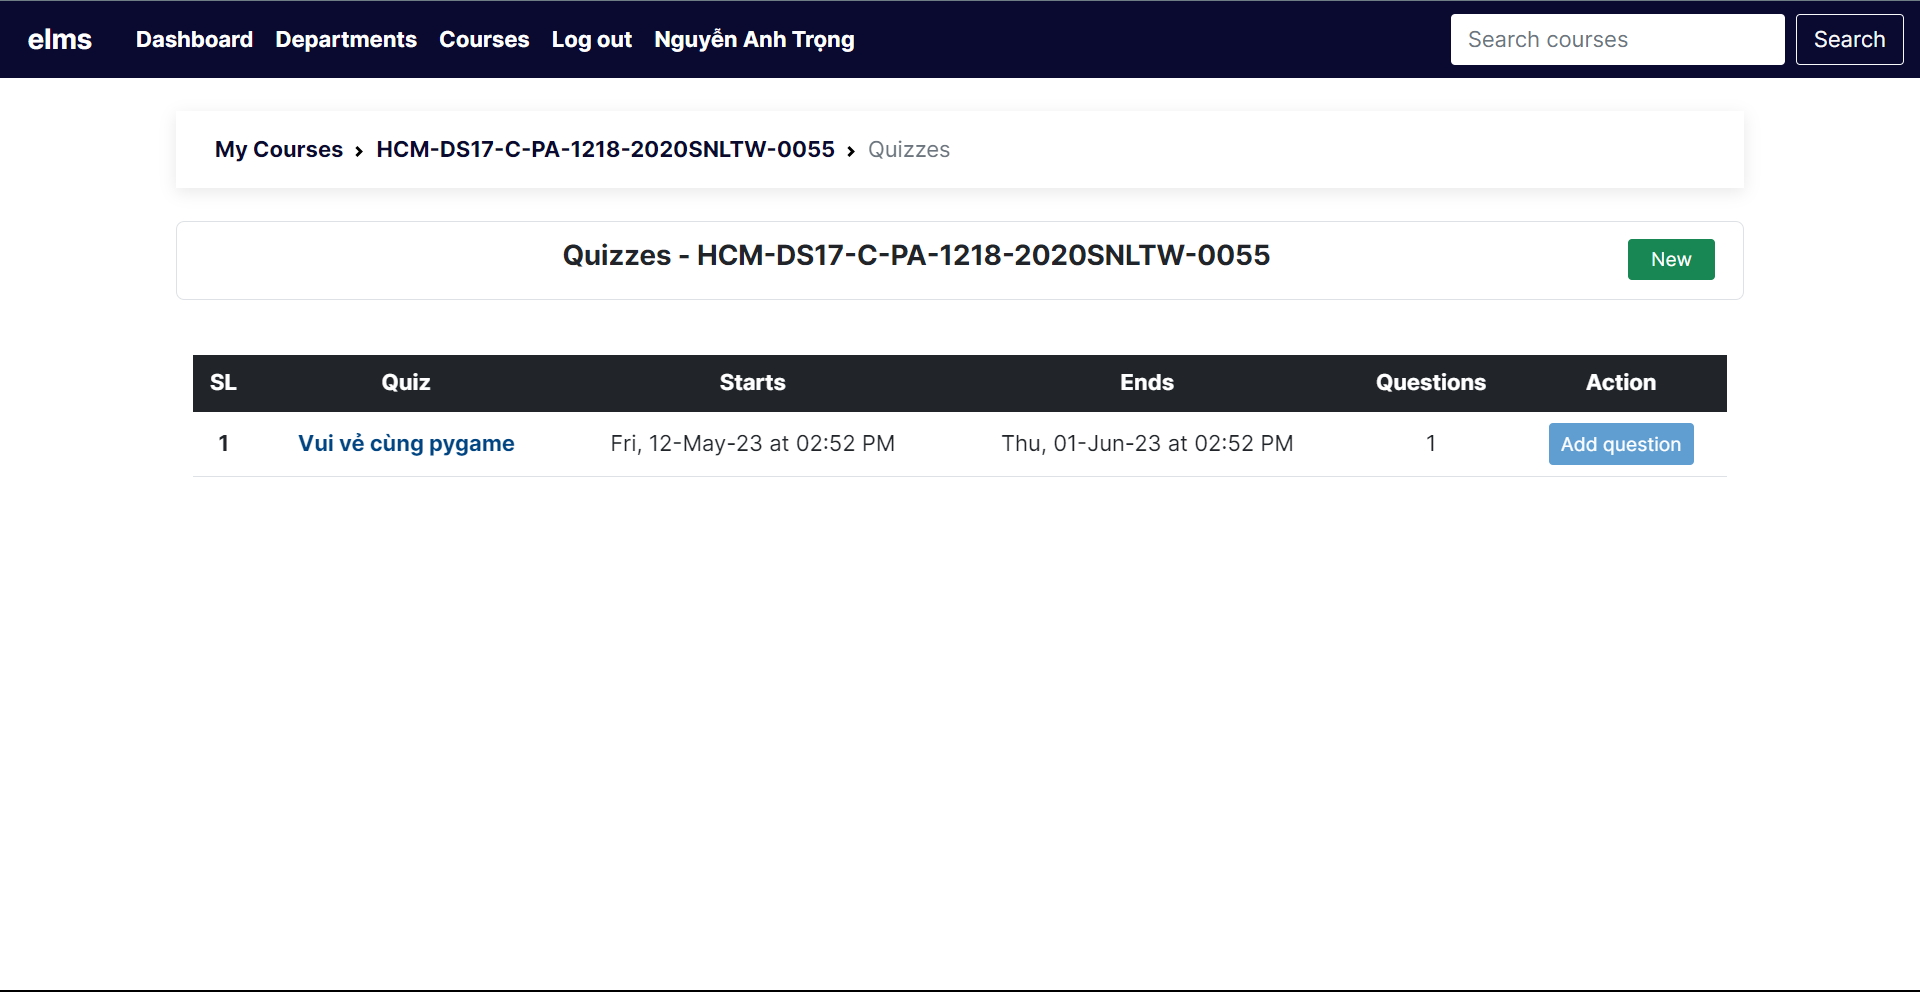 elms Dashboard Departments Courses Log out Nguyễn Anh Trọng Search courses Search
My Courses › HCM-DS17-C-PA-1218-2020SNLTW-0055 › Quizzes
Quizzes - HCM-DS17-C-PA-1218-2020SNLTW-0055 New
SL Quiz Starts Ends Questions Action
1 Vui vẻ cùng pygame Fri, 12-May-23 at 02:52 PM Thu, 01-Jun-23 at 02:52 PM 1 Add question